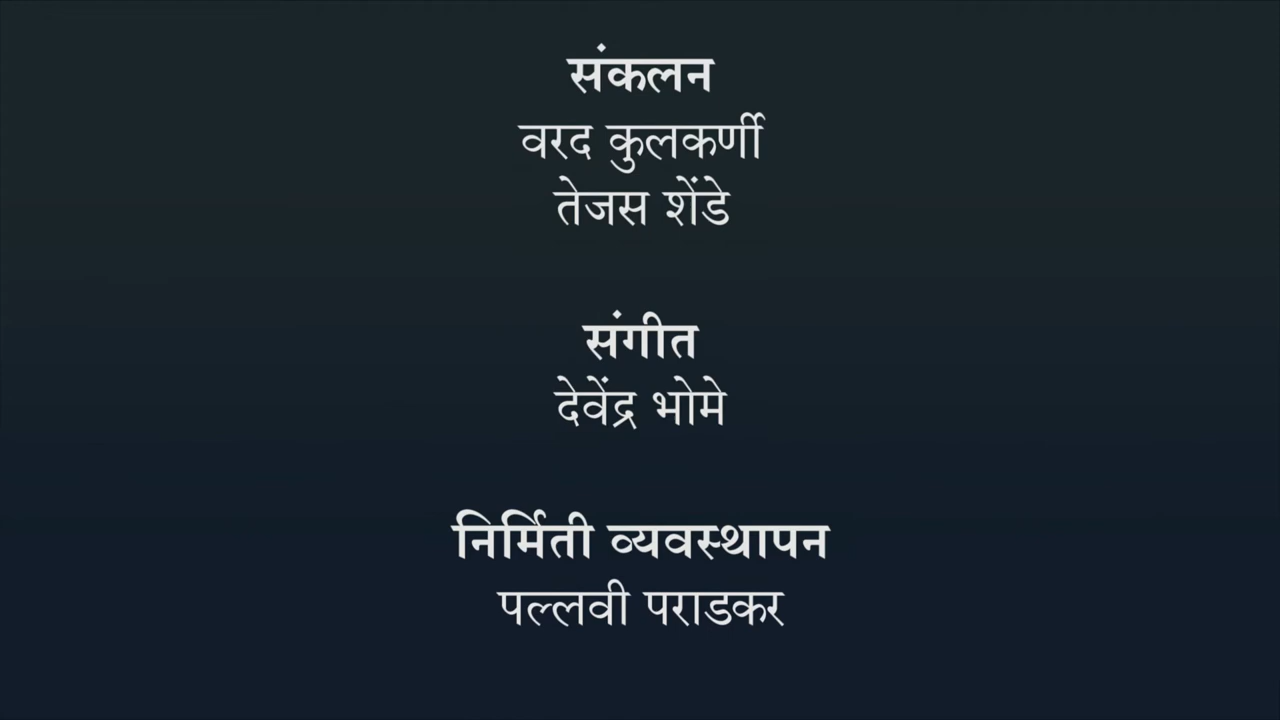 संकलन
वरद कुलकर्णी
तेजस शेंडे
संगीत
देवेंद्र भोमे
निर्मिती व्यवस्थापन
पल्लवी पराडकर